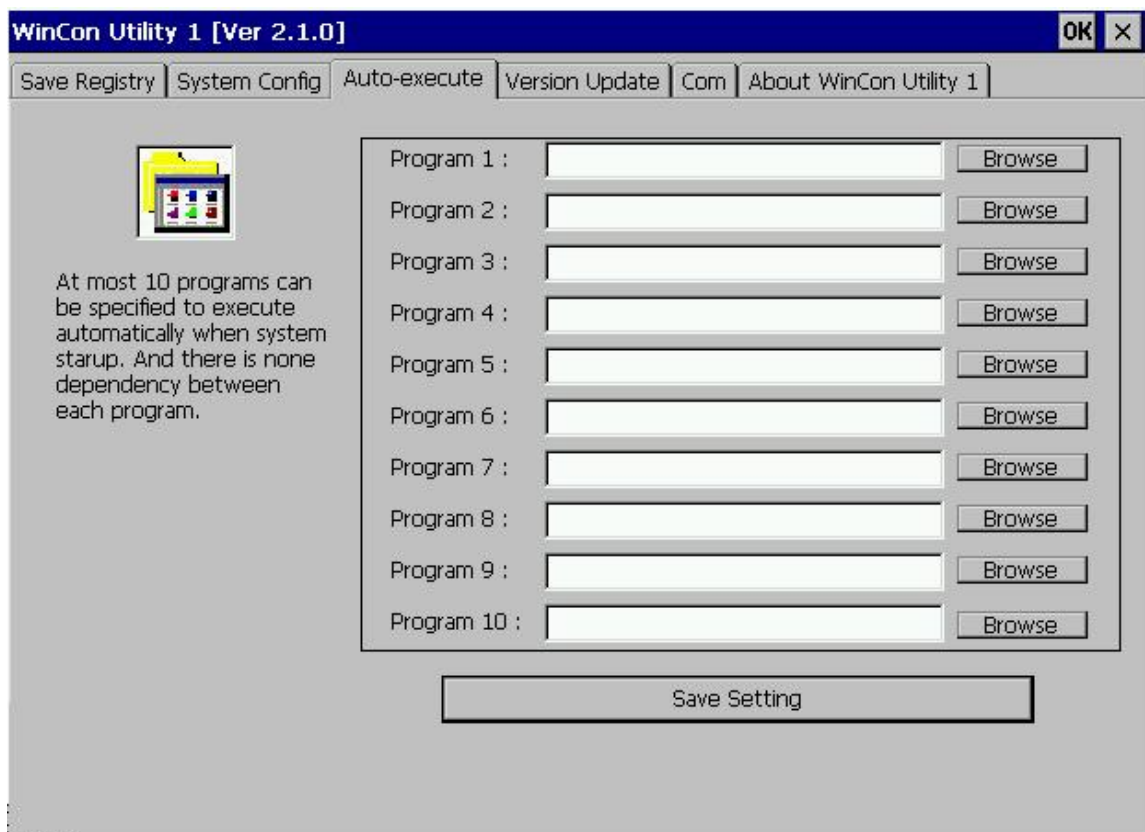 WinCon Utility 1 [Ver 2.1.0] OK ×
Save Registry System Config Auto-execute Version Update Com About WinCon Utility 1
At most 10 programs can
be specified to execute
automatically when system
starup. And there is none
dependency between
each program.
Program 1 : Browse
Program 2 : Browse
Program 3 : Browse
Program 4 : Browse
Program 5 : Browse
Program 6 : Browse
Program 7 : Browse
Program 8 : Browse
Program 9 : Browse
Program 10 : Browse
Save Setting